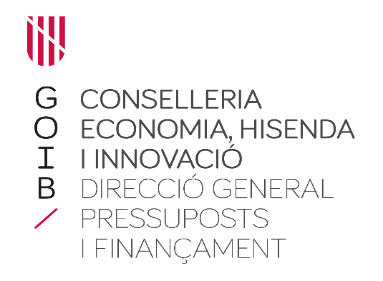 G CONSELLERIA
O ECONOMIA, HISENDA
I I INNOVACIÓ
B DIRECCIÓ GENERAL
/ PRESSUPOSTS
I FINANÇAMENT